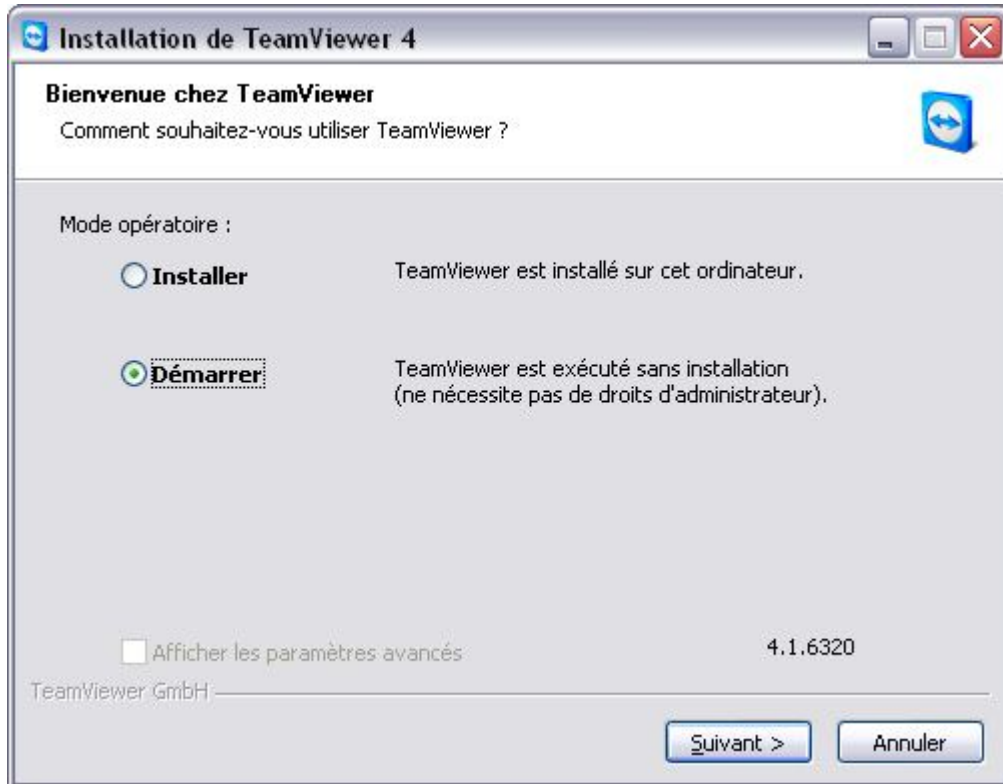 Installation de TeamViewer 4
Bienvenue chez TeamViewer
Comment souhaitez-vous utiliser TeamViewer ?
Mode opératoire :
Installer
TeamViewer est installé sur cet ordinateur.
Démarrer
TeamViewer est exécuté sans installation
(ne nécessite pas de droits d'administrateur).
Afficher les paramètres avancés
4.1.6320
TeamViewer GmbH
Suivant >
Annuler